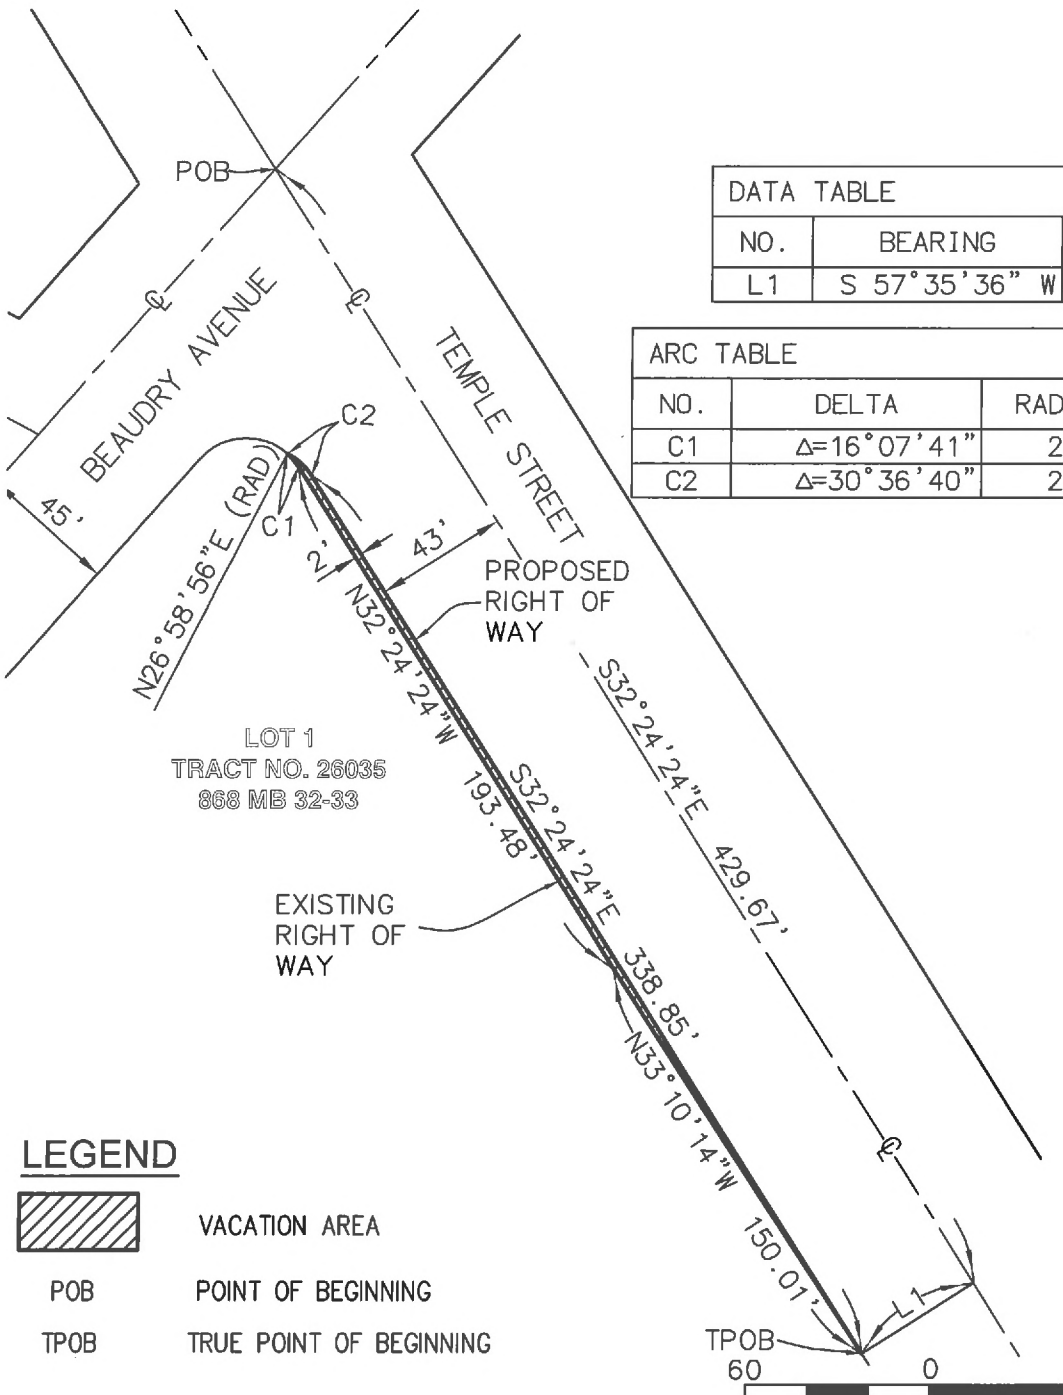 POB
DATA TABLE
NO. BEARING
L1 S 57°35'36" W
ARC TABLE
NO. DELTA RAD
C1 Δ=16°07'41" 2
C2 Δ=30°36'40" 2
BEAUDRY AVENUE
TEMPLE STREET
C2
C1
45'
43'
2'
N26°58'56"E (RAD)
PROPOSED
RIGHT OF
WAY
N32°24'24"W 193.48'
S32°24'24"E 429.67'
LOT 1
TRACT NO. 26035
868 MB 32-33
S32°24'24"E 338.85'
EXISTING
RIGHT OF
WAY
N33°10'14"W 150.01'
L1
TPOB
LEGEND
VACATION AREA
POB POINT OF BEGINNING
TPOB TRUE POINT OF BEGINNING
60 0